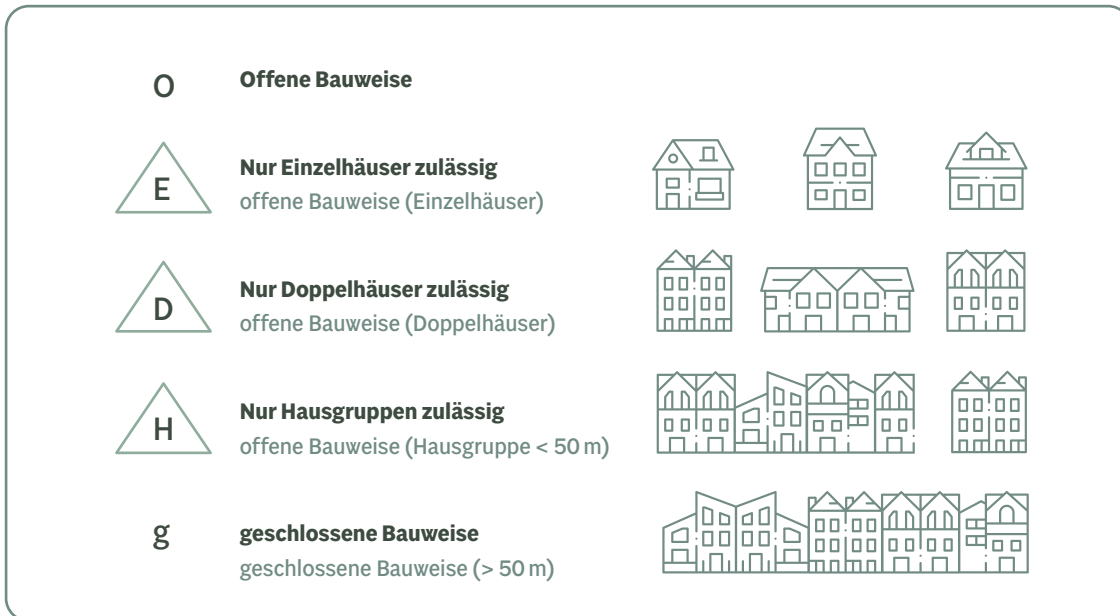 O
Offene Bauweise
E
Nur Einzelhäuser zulässig
offene Bauweise (Einzelhäuser)
D
Nur Doppelhäuser zulässig
offene Bauweise (Doppelhäuser)
H
Nur Hausgruppen zulässig
offene Bauweise (Hausgruppe < 50 m)
g
geschlossene Bauweise
geschlossene Bauweise (> 50 m)